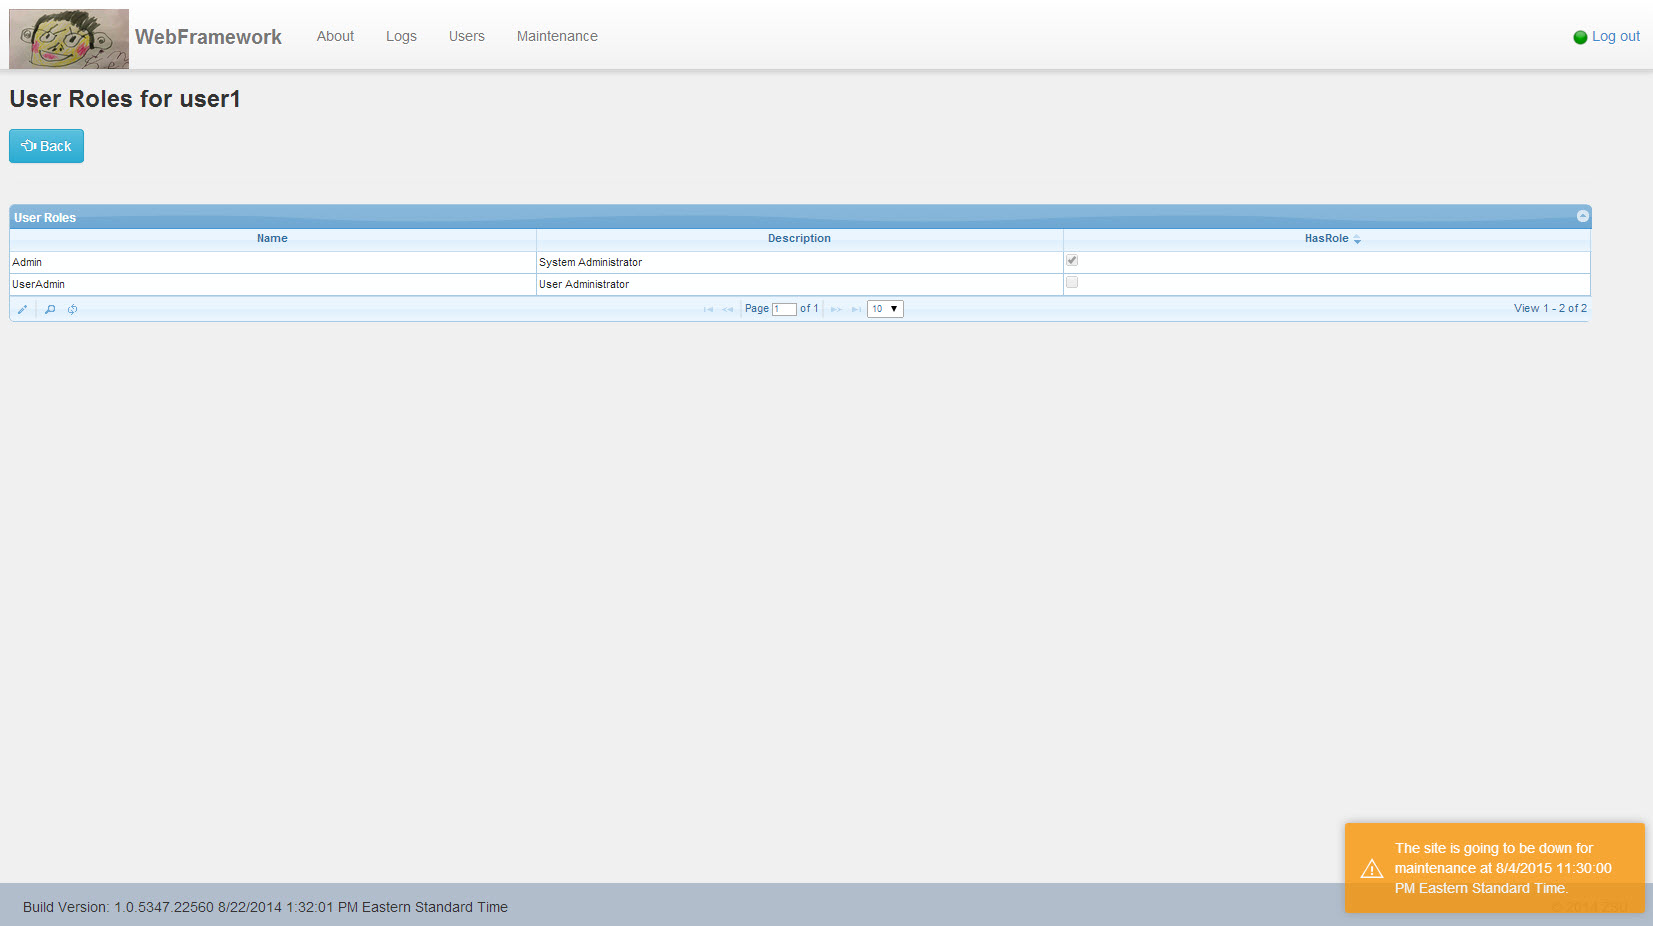 WebFramework About Logs Users Maintenance Log out
User Roles for user1
Back
User Roles
Name Description HasRole
Admin System Administrator
UserAdmin User Administrator
Page 1 of 1 10 View 1 - 2 of 2
The site is going to be down for
maintenance at 8/4/2015 11:30:00
PM Eastern Standard Time.
Build Version: 1.0.5347.22560 8/22/2014 1:32:01 PM Eastern Standard Time
© 2014 ZSU